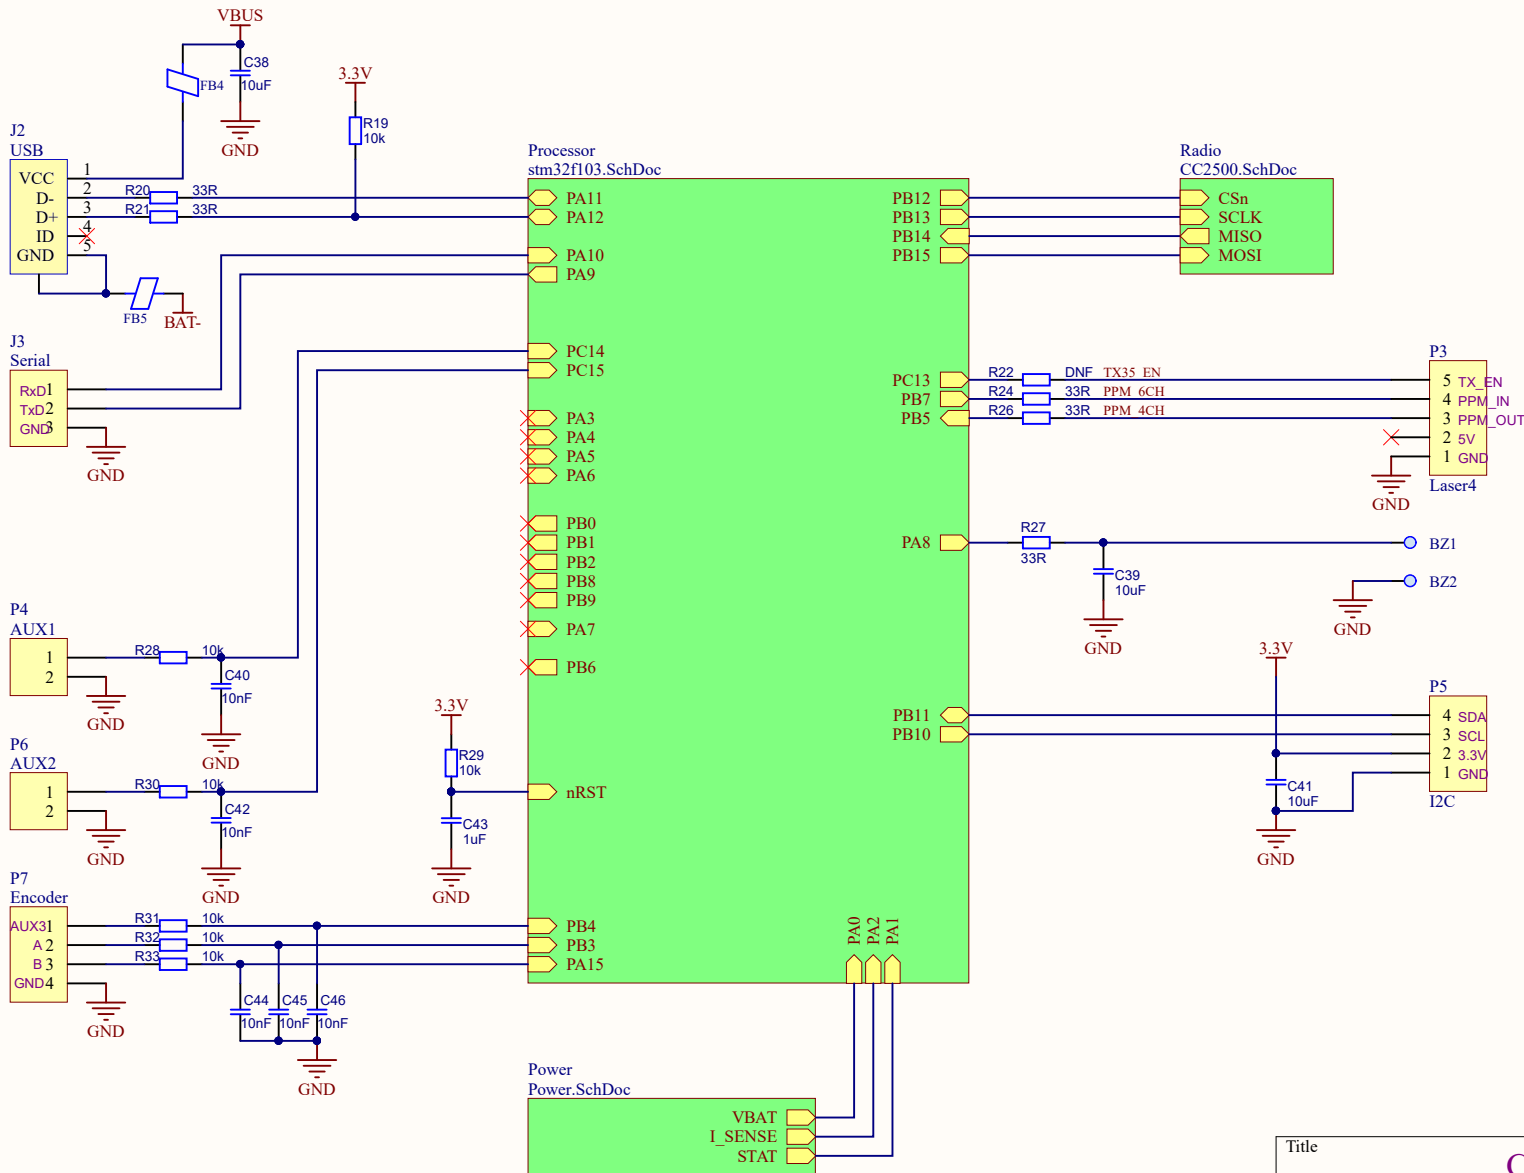 VBUS
C38
10uF
FB4
GND
3.3V
R19
10k
J2
USB
VCC 1
D- 2
D+ 3
ID 4
GND 5
R20 33R
R21 33R
FB5
BAT-
J3
Serial
RxD 1
TxD 2
GND 3
GND
Processor
stm32f103.SchDoc
PA11
PA12
PA10
PA9
PC14
PC15
PA3
PA4
PA5
PA6
PB0
PB1
PB2
PB8
PB9
PA7
PB6
nRST
PB4
PB3
PA15
PB12
PB13
PB14
PB15
PC13
PB7
PB5
PA8
PB11
PB10
PA0
PA2
PA1
Radio
CC2500.SchDoc
CSn
SCLK
MISO
MOSI
R22 DNF TX35_EN
R24 33R PPM_6CH
R26 33R PPM_4CH
P3
5 TX_EN
4 PPM_IN
3 PPM_OUT
2 5V
1 GND
Laser4
GND
R27
33R
C39
10uF
GND
BZ1
BZ2
GND
3.3V
P5
4 SDA
3 SCL
2 3.3V
1 GND
I2C
C41
10uF
GND
P4
AUX1
1
2
GND
R28 10k
C40
10nF
GND
P6
AUX2
1
2
GND
R30 10k
C42
10nF
GND
3.3V
R29
10k
C43
1uF
GND
P7
Encoder
AUX3 1
A 2
B 3
GND 4
GND
R31 10k
R32 10k
R33 10k
C44 C45 C46
10nF 10nF 10nF
GND
Power
Power.SchDoc
VBAT
I_SENSE
STAT
Title